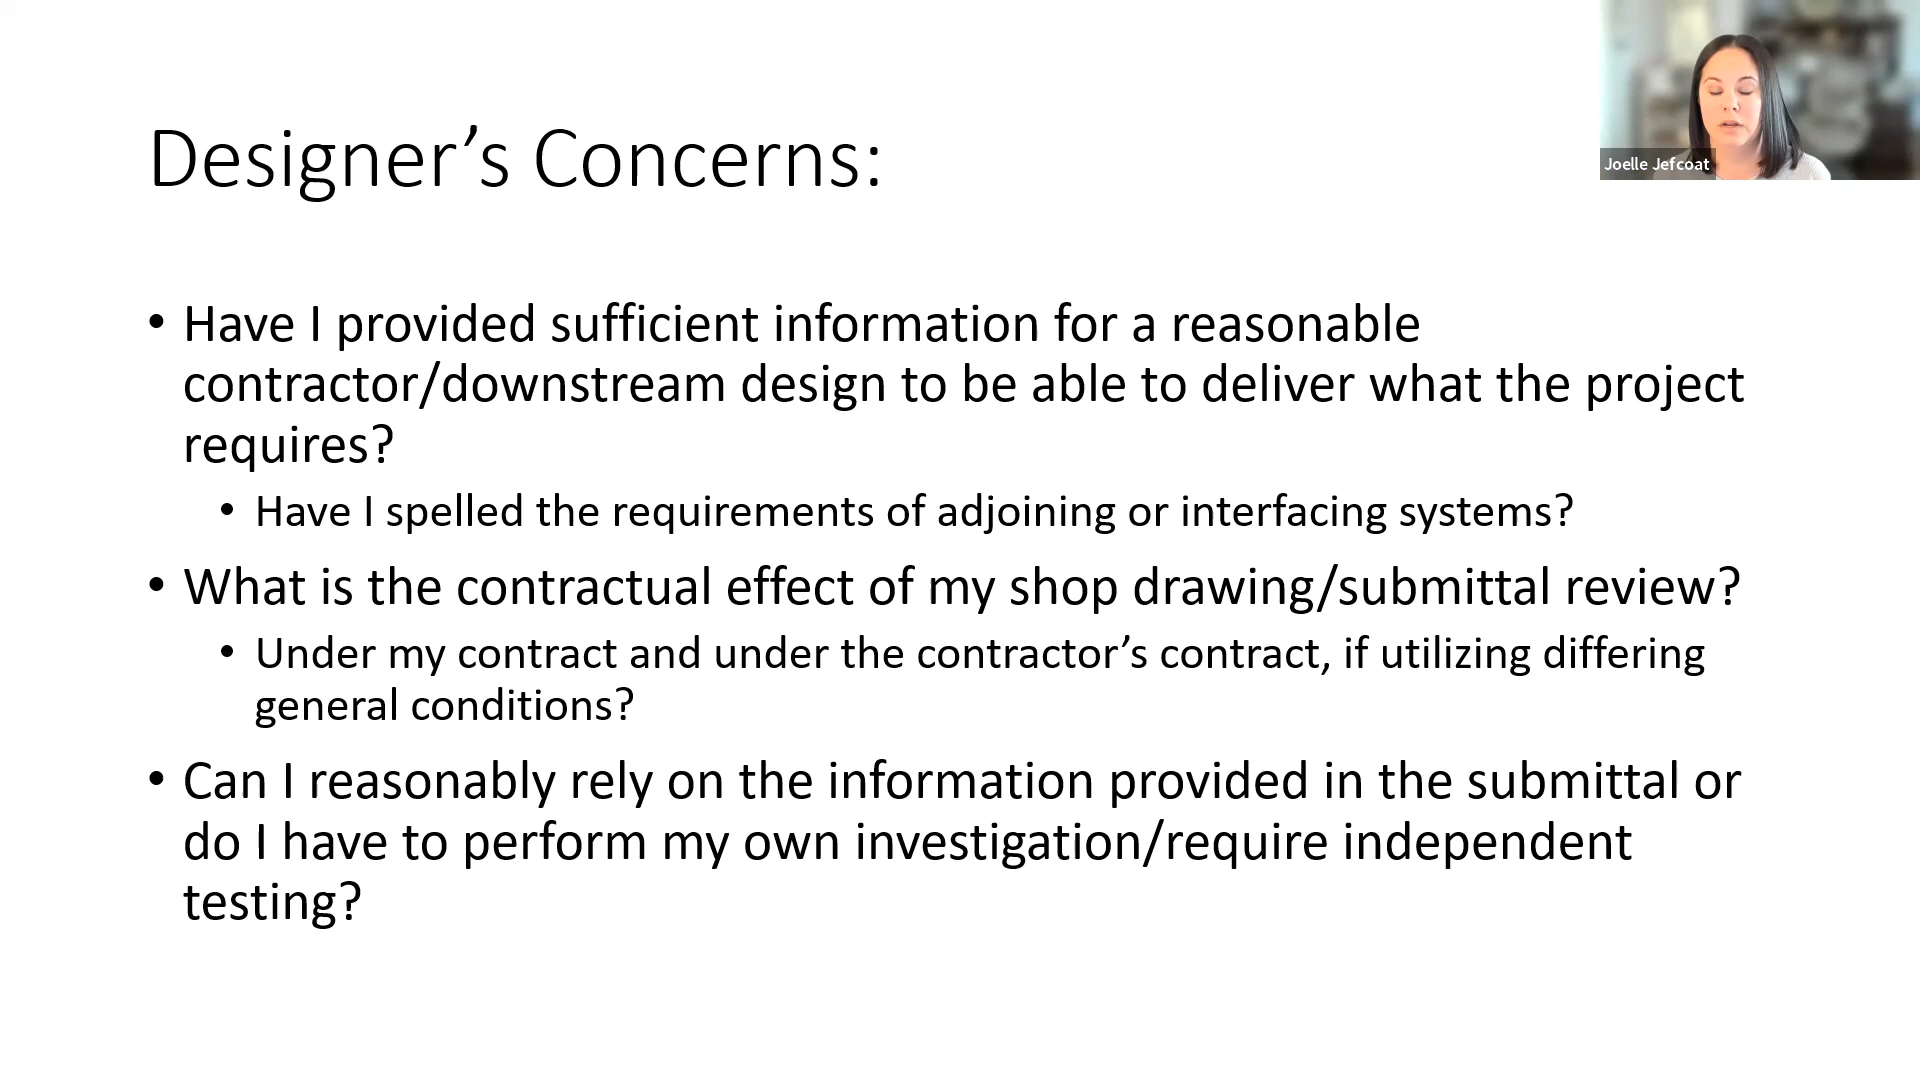 Designer’s Concerns:
Joelle Jefcoat
• Have I provided sufficient information for a reasonable
contractor/downstream design to be able to deliver what the project
requires?
• Have I spelled the requirements of adjoining or interfacing systems?
• What is the contractual effect of my shop drawing/submittal review?
• Under my contract and under the contractor’s contract, if utilizing differing
general conditions?
• Can I reasonably rely on the information provided in the submittal or
do I have to perform my own investigation/require independent
testing?